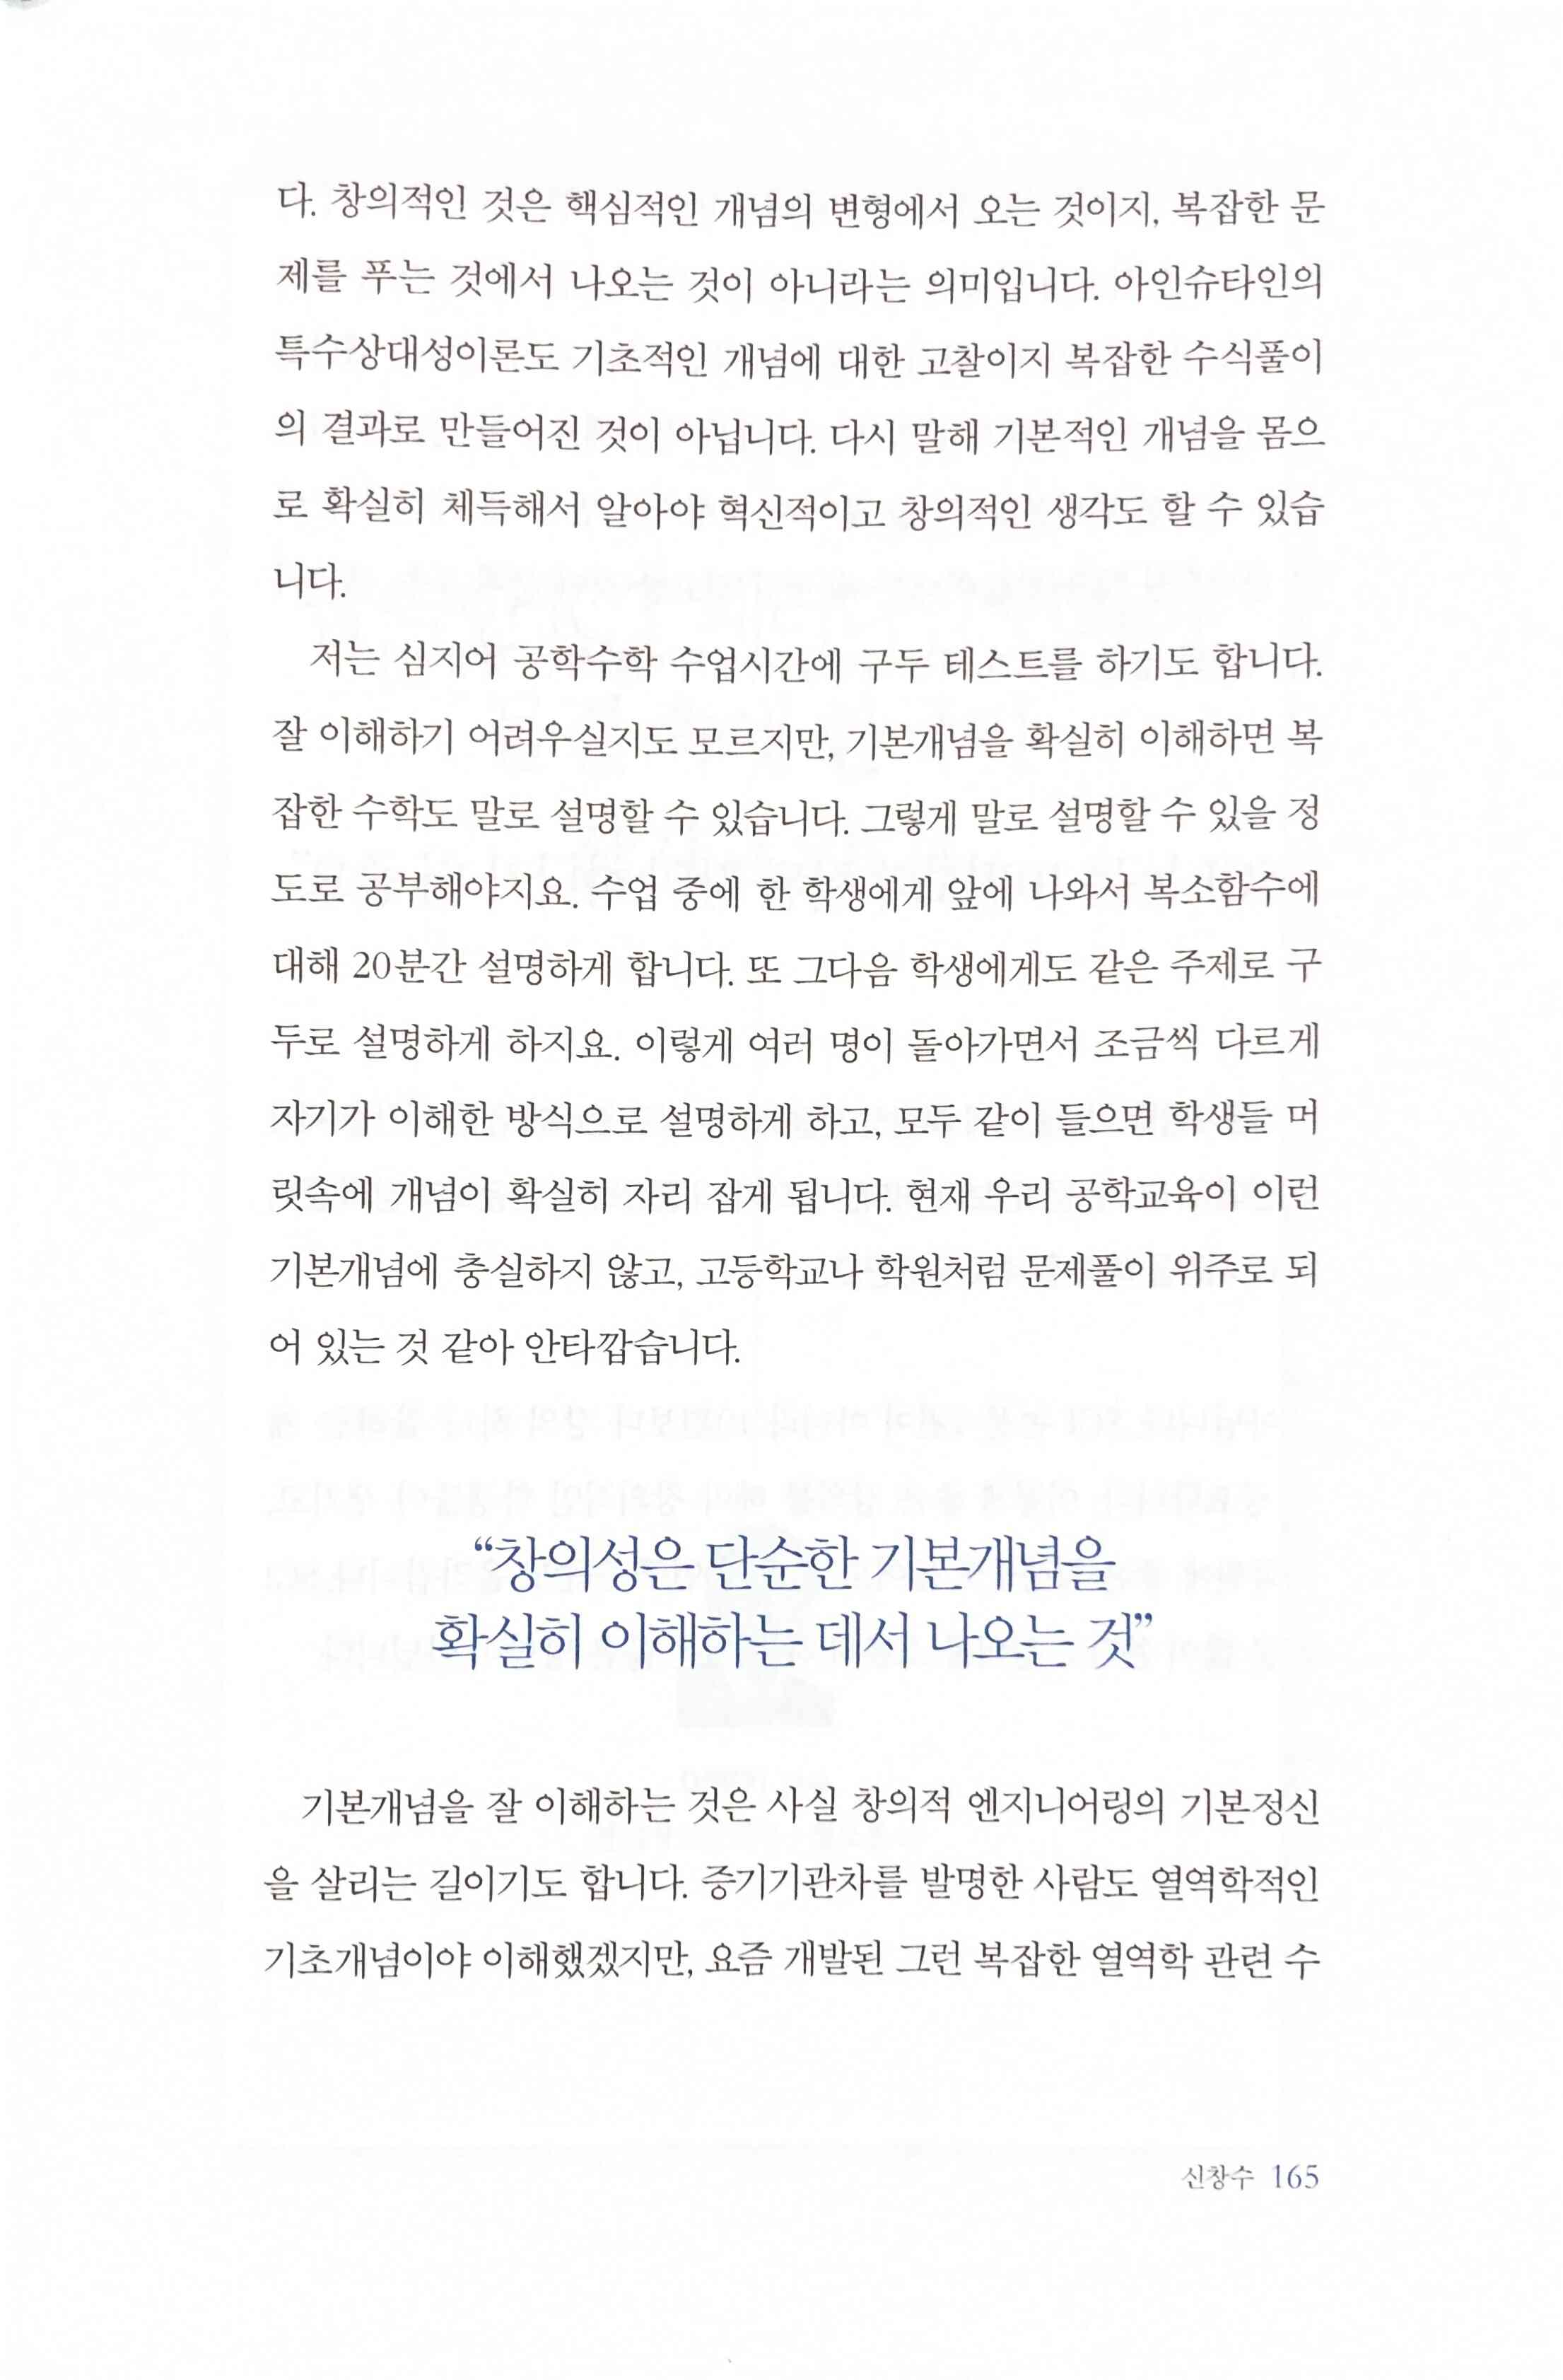 다. 창의적인 것은 핵심적인 개념의 변형에서 오는 것이지, 복잡한 문
제를 푸는 것에서 나오는 것이 아니라는 의미입니다. 아인슈타인의
특수상대성이론도 기초적인 개념에 대한 고찰이지 복잡한 수식풀이
의 결과로 만들어진 것이 아닙니다. 다시 말해 기본적인 개념을 몸으
로 확실히 체득해서 알아야 혁신적이고 창의적인 생각도 할 수 있습
니다.
저는 심지어 공학수학 수업시간에 구두 테스트를 하기도 합니다.
잘 이해하기 어려우실지도 모르지만, 기본개념을 확실히 이해하면 복
잡한 수학도 말로 설명할 수 있습니다. 그렇게 말로 설명할 수 있을 정
도로 공부해야지요. 수업 중에 한 학생에게 앞에 나와서 복소함수에
대해 20분간 설명하게 합니다. 또 그다음 학생에게도 같은 주제로 구
두로 설명하게 하지요. 이렇게 여러 명이 돌아가면서 조금씩 다르게
자기가 이해한 방식으로 설명하게 하고, 모두 같이 들으면 학생들 머
릿속에 개념이 확실히 자리 잡게 됩니다. 현재 우리 공학교육이 이런
기본개념에 충실하지 않고, 고등학교나 학원처럼 문제풀이 위주로 되
어 있는 것 같아 안타깝습니다.
“창의성은 단순한 기본개념을
확실히 이해하는 데서 나오는 것”
기본개념을 잘 이해하는 것은 사실 창의적 엔지니어링의 기본정신
을 살리는 길이기도 합니다. 증기기관차를 발명한 사람도 열역학적인
기초개념이야 이해했겠지만, 요즘 개발된 그런 복잡한 열역학 관련 수
신창수 165